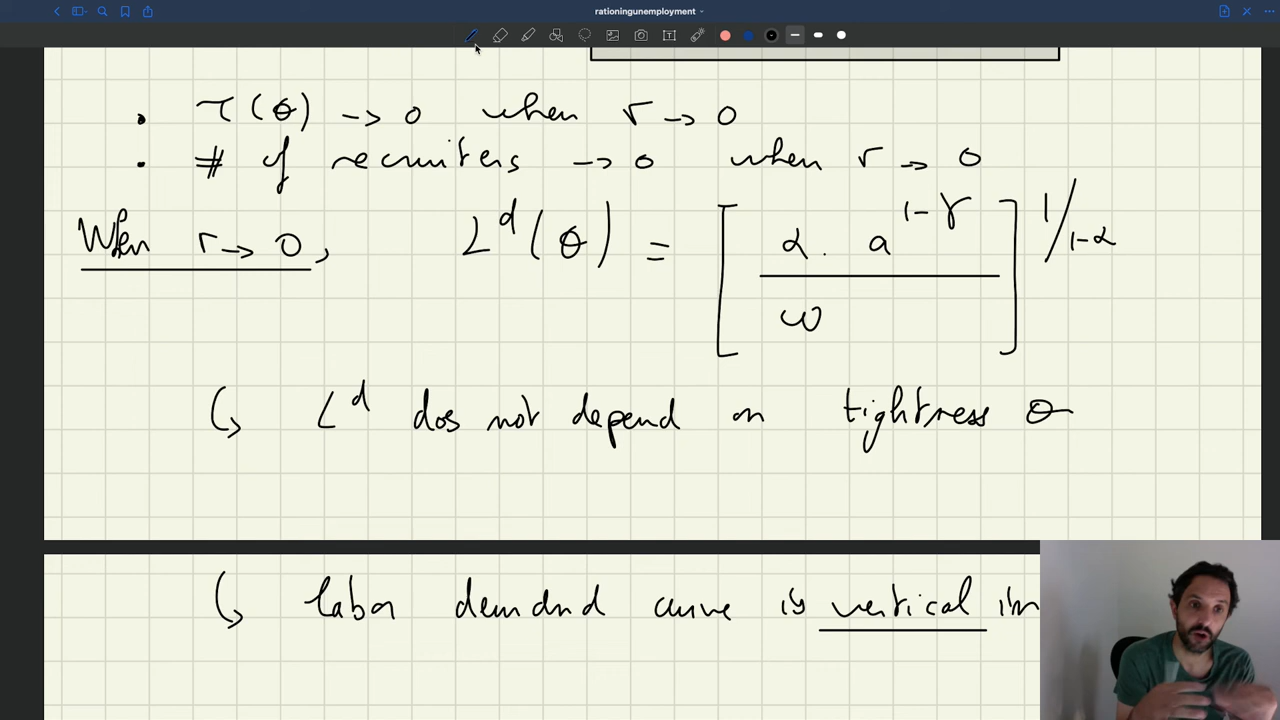 rationingunemployment
• τ(θ) -> 0 when r -> 0
• # of recruiters -> 0 when r -> 0
When r -> 0, L^d(θ) = [α. a^{1-γ} / ω]^{1/1-α}
↳ L^d dos not depend on tightness θ
↳ labor demand curve is vertical in